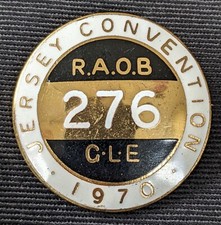 JERSEY CONVENTION
R.A.O.B
276
G·L·E
· 1970 ·